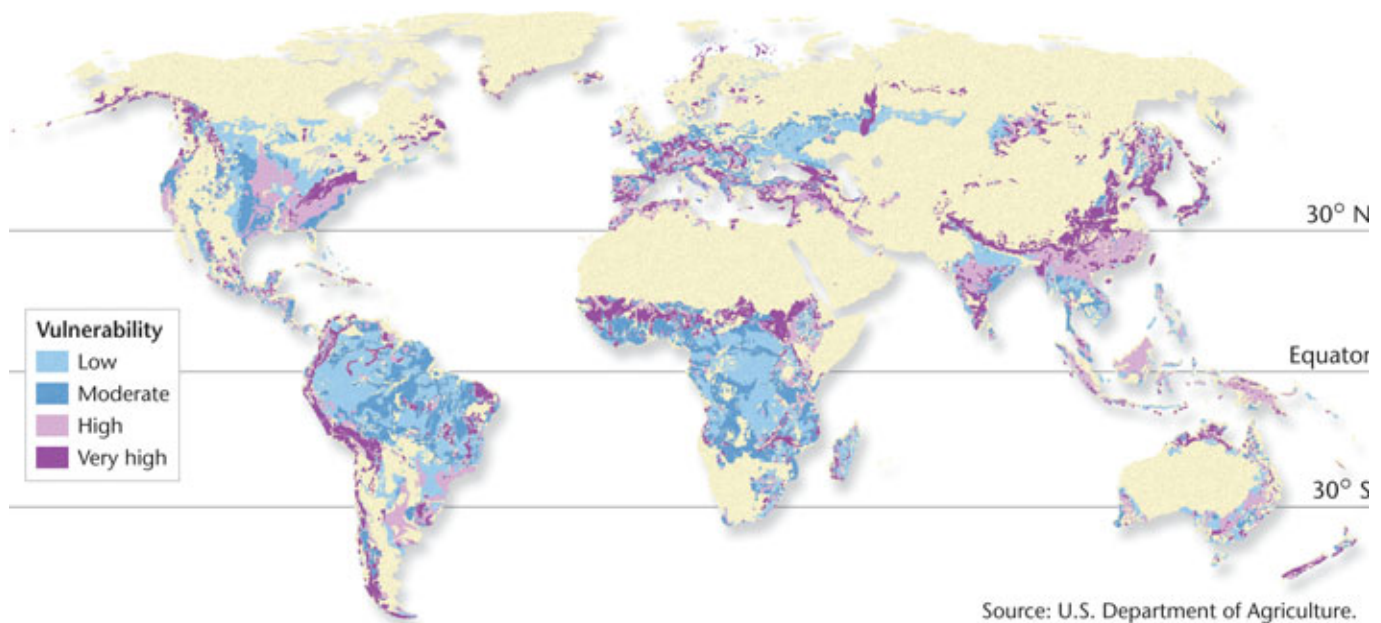 30° N
Vulnerability
Low
Moderate
High
Very high
Equator
30° S
Source: U.S. Department of Agriculture.